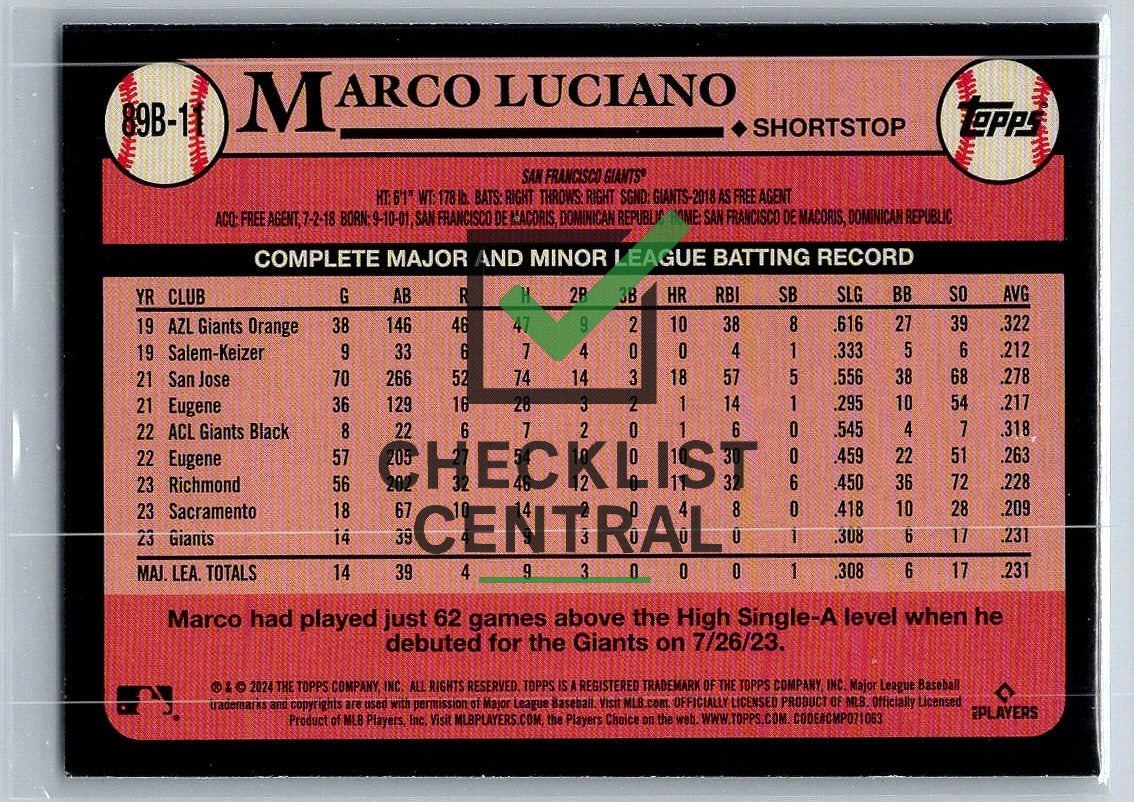 89B-11
MARCO LUCIANO
◆ SHORTSTOP
TOPPS®
SAN FRANCISCO GIANTS®
HT: 6'1" WT: 178 lb. BATS: RIGHT THROWS: RIGHT SGND: GIANTS-2018 AS FREE AGENT
ACQ: FREE AGENT, 7-2-18 BORN: 9-10-01, SAN FRANCISCO DE MACORIS, DOMINICAN REPUBLIC HOME: SAN FRANCISCO DE MACORIS, DOMINICAN REPUBLIC
COMPLETE MAJOR AND MINOR LEAGUE BATTING RECORD
YR CLUB G AB R H 2B 3B HR RBI SB SLG BB SO AVG
19 AZL Giants Orange 38 146 46 47 9 2 10 38 8 .616 27 39 .322
19 Salem-Keizer 9 33 6 7 4 0 0 4 1 .333 5 6 .212
21 San Jose 70 266 52 74 14 3 18 57 5 .556 38 68 .278
21 Eugene 36 129 16 28 3 2 1 14 1 .295 10 54 .217
22 ACL Giants Black 8 22 6 7 2 0 1 6 0 .545 4 7 .318
22 Eugene 57 205 27 54 10 0 10 30 0 .459 22 51 .263
23 Richmond 56 202 32 46 12 0 11 32 6 .450 36 72 .228
23 Sacramento 18 67 10 14 2 0 4 8 0 .418 10 28 .209
23 Giants 14 39 4 9 3 0 0 0 1 .308 6 17 .231
MAJ. LEA. TOTALS 14 39 4 9 3 0 0 0 1 .308 6 17 .231
CHECKLIST
CENTRAL
Marco had played just 62 games above the High Single-A level when he
debuted for the Giants on 7/26/23.
® & © 2024 THE TOPPS COMPANY, INC. ALL RIGHTS RESERVED. TOPPS IS A REGISTERED TRADEMARK OF THE TOPPS COMPANY, INC. Major League Baseball
trademarks and copyrights are used with permission of Major League Baseball. Visit MLB.com. OFFICIALLY LICENSED PRODUCT OF MLB. Officially Licensed
Product of MLB Players, Inc. Visit MLBPLAYERS.COM, the Players Choice on the web. WWW.TOPPS.COM. CODE#CMP071063
MLBPLAYERS